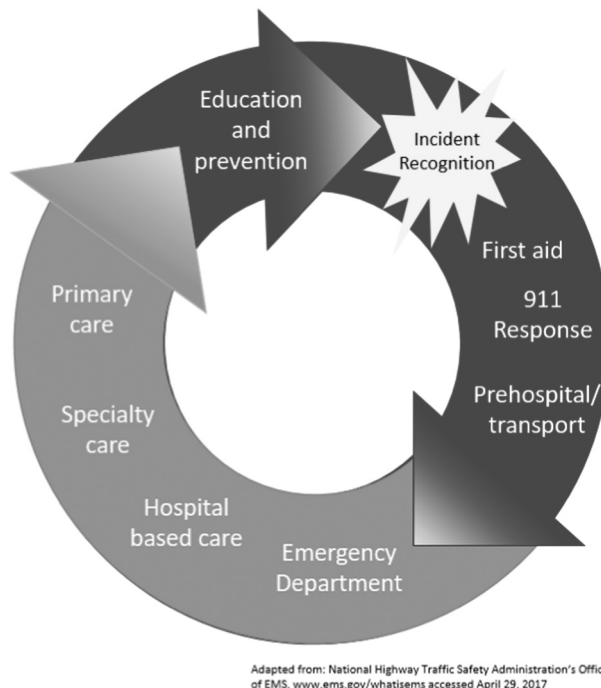 Education
and
prevention
Incident
Recognition
First aid
911
Response
Prehospital/
transport
Emergency
Department
Hospital
based care
Specialty
care
Primary
care
Adapted from: National Highway Traffic Safety Administration's Offic
of EMS. www.ems.gov/whatisems accessed April 29, 2017